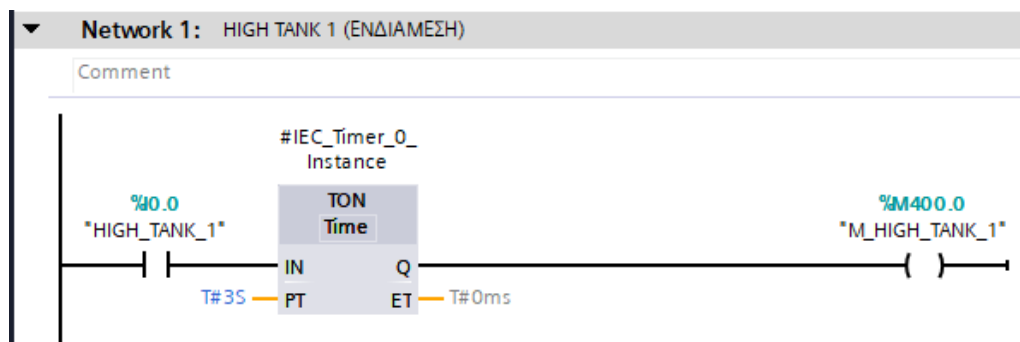 Network 1: HIGH TANK 1 (ΕΝΔΙΑΜΕΣΗ)
Comment
#IEC_Timer_0_
Instance
%I0.0
"HIGH_TANK_1"
TON
Time
%M400.0
"M_HIGH_TANK_1"
IN Q
T#3S PT ET T#0ms